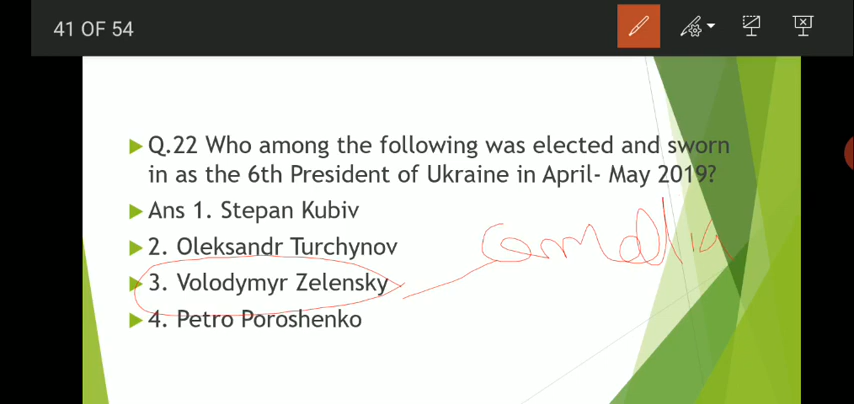 41 OF 54
Q.22 Who among the following was elected and sworn
in as the 6th President of Ukraine in April- May 2019?
Ans 1. Stepan Kubiv
2. Oleksandr Turchynov
3. Volodymyr Zelensky
4. Petro Poroshenko